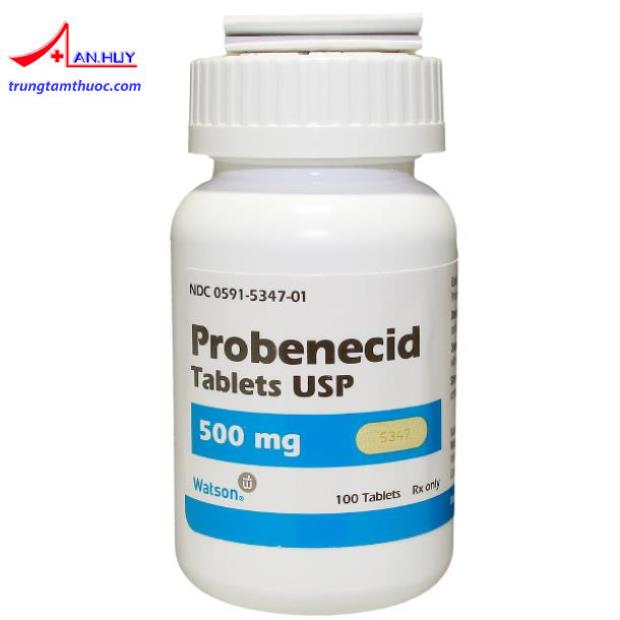 AN.HUY
trungtamthuoc.com
NDC 0591-5347-01
Probenecid
Tablets USP
500 mg
5347
Watson®
100 Tablets Rx only